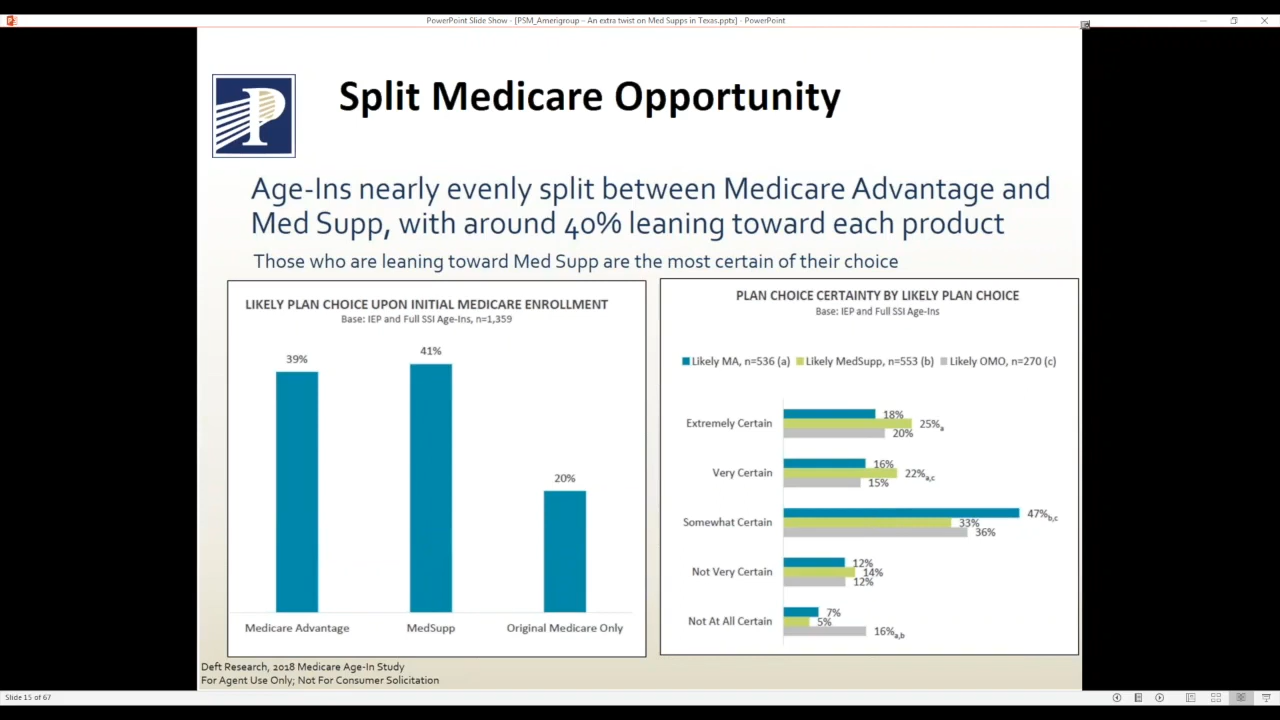 PowerPoint Slide Show - [PSM_Amerigroup – An extra twist on Med Supps in Texas.pptx] - PowerPoint
P
Split Medicare Opportunity
Age-Ins nearly evenly split between Medicare Advantage and
Med Supp, with around 40% leaning toward each product
Those who are leaning toward Med Supp are the most certain of their choice
LIKELY PLAN CHOICE UPON INITIAL MEDICARE ENROLLMENT
Base: IEP and Full SSI Age-Ins, n=1,359
39%
41%
20%
Medicare Advantage
MedSupp
Original Medicare Only
PLAN CHOICE CERTAINTY BY LIKELY PLAN CHOICE
Base: IEP and Full SSI Age-Ins
Likely MA, n=536 (a) Likely MedSupp, n=553 (b) Likely OMO, n=270 (c)
Extremely Certain
18%
25%a
20%
Very Certain
16%
22%a,c
15%
Somewhat Certain
47%b,c
33%
36%
Not Very Certain
12%
14%
12%
Not At All Certain
7%
5%
16%a,b
Deft Research, 2018 Medicare Age-In Study
For Agent Use Only; Not For Consumer Solicitation
Slide 15 of 67